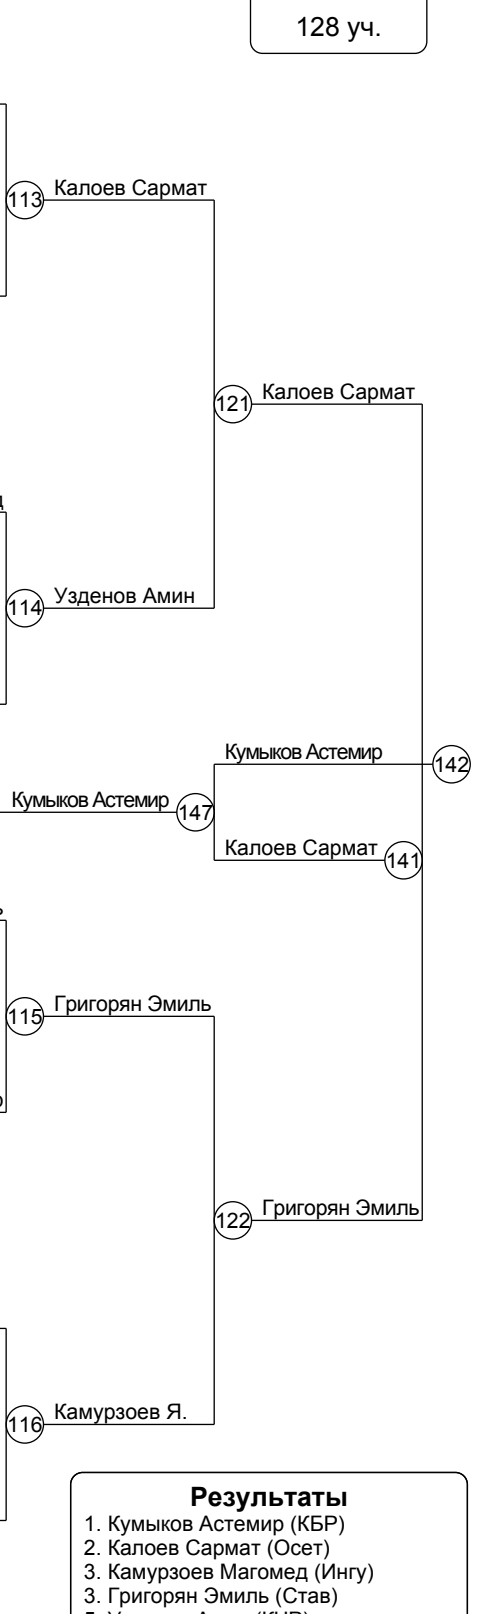 128 уч.
113 Калоев Сармат
121 Калоев Сармат
114 Узденов Амин
Кумыков Астемир
142
Кумыков Астемир 147
Калоев Сармат 141
115 Григорян Эмиль
122 Григорян Эмиль
116 Камурзоев Я.
Результаты
1. Кумыков Астемир (КБР)
2. Калоев Сармат (Осет)
3. Камурзоев Магомед (Ингу)
3. Григорян Эмиль (Став)